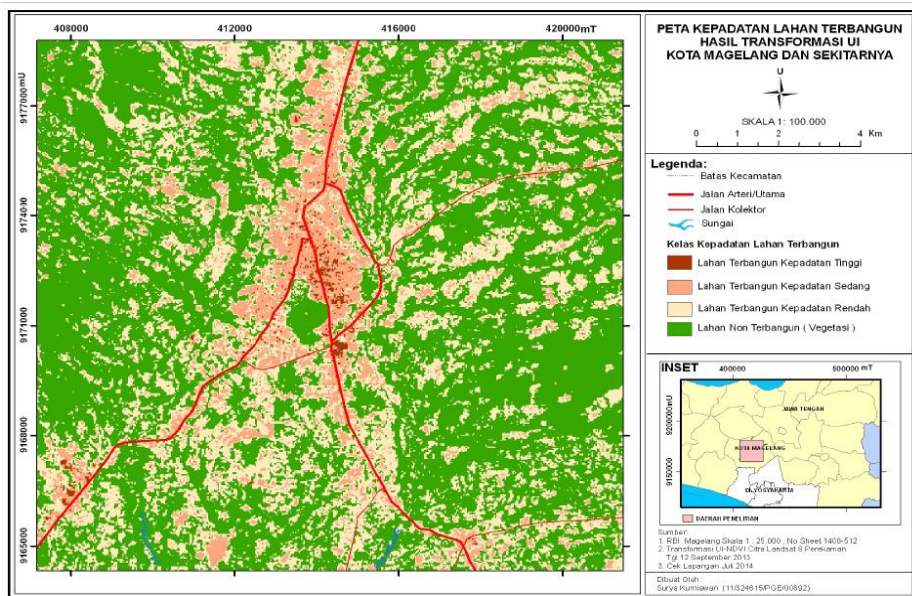 408000
412000
416000
420000mT
9177000mU
9174000
9171000
9168000
9165000
PETA KEPADATAN LAHAN TERBANGUN
HASIL TRANSFORMASI UI
KOTA MAGELANG DAN SEKITARNYA
U
SKALA 1: 100.000
0 1 2 4 Km
Legenda:
Batas Kecamatan
Jalan Arteri/Utama
Jalan Kolektor
Sungai
Kelas Kepadatan Lahan Terbangun
Lahan Terbangun Kepadatan Tinggi
Lahan Terbangun Kepadatan Sedang
Lahan Terbangun Kepadatan Rendah
Lahan Non Terbangun ( Vegetasi )
INSET
400000
500000 mT
9200000mU
9150000
JAWA TENGAH
KOTA MAGELANG
DI. YOGYAKARTA
DAERAH PENELITIAN
Sumber:
1. RBI Magelang Skala 1 : 25.000 , No Sheet 1408-512
2. Transformasi UI-NDVI Citra Landsat 8 Perekaman
Tgl 12 September 2013
3. Cek Lapangan Juli 2014
Dibuat Oleh:
Surya Kurniawan (11/324615/PGE/00892)